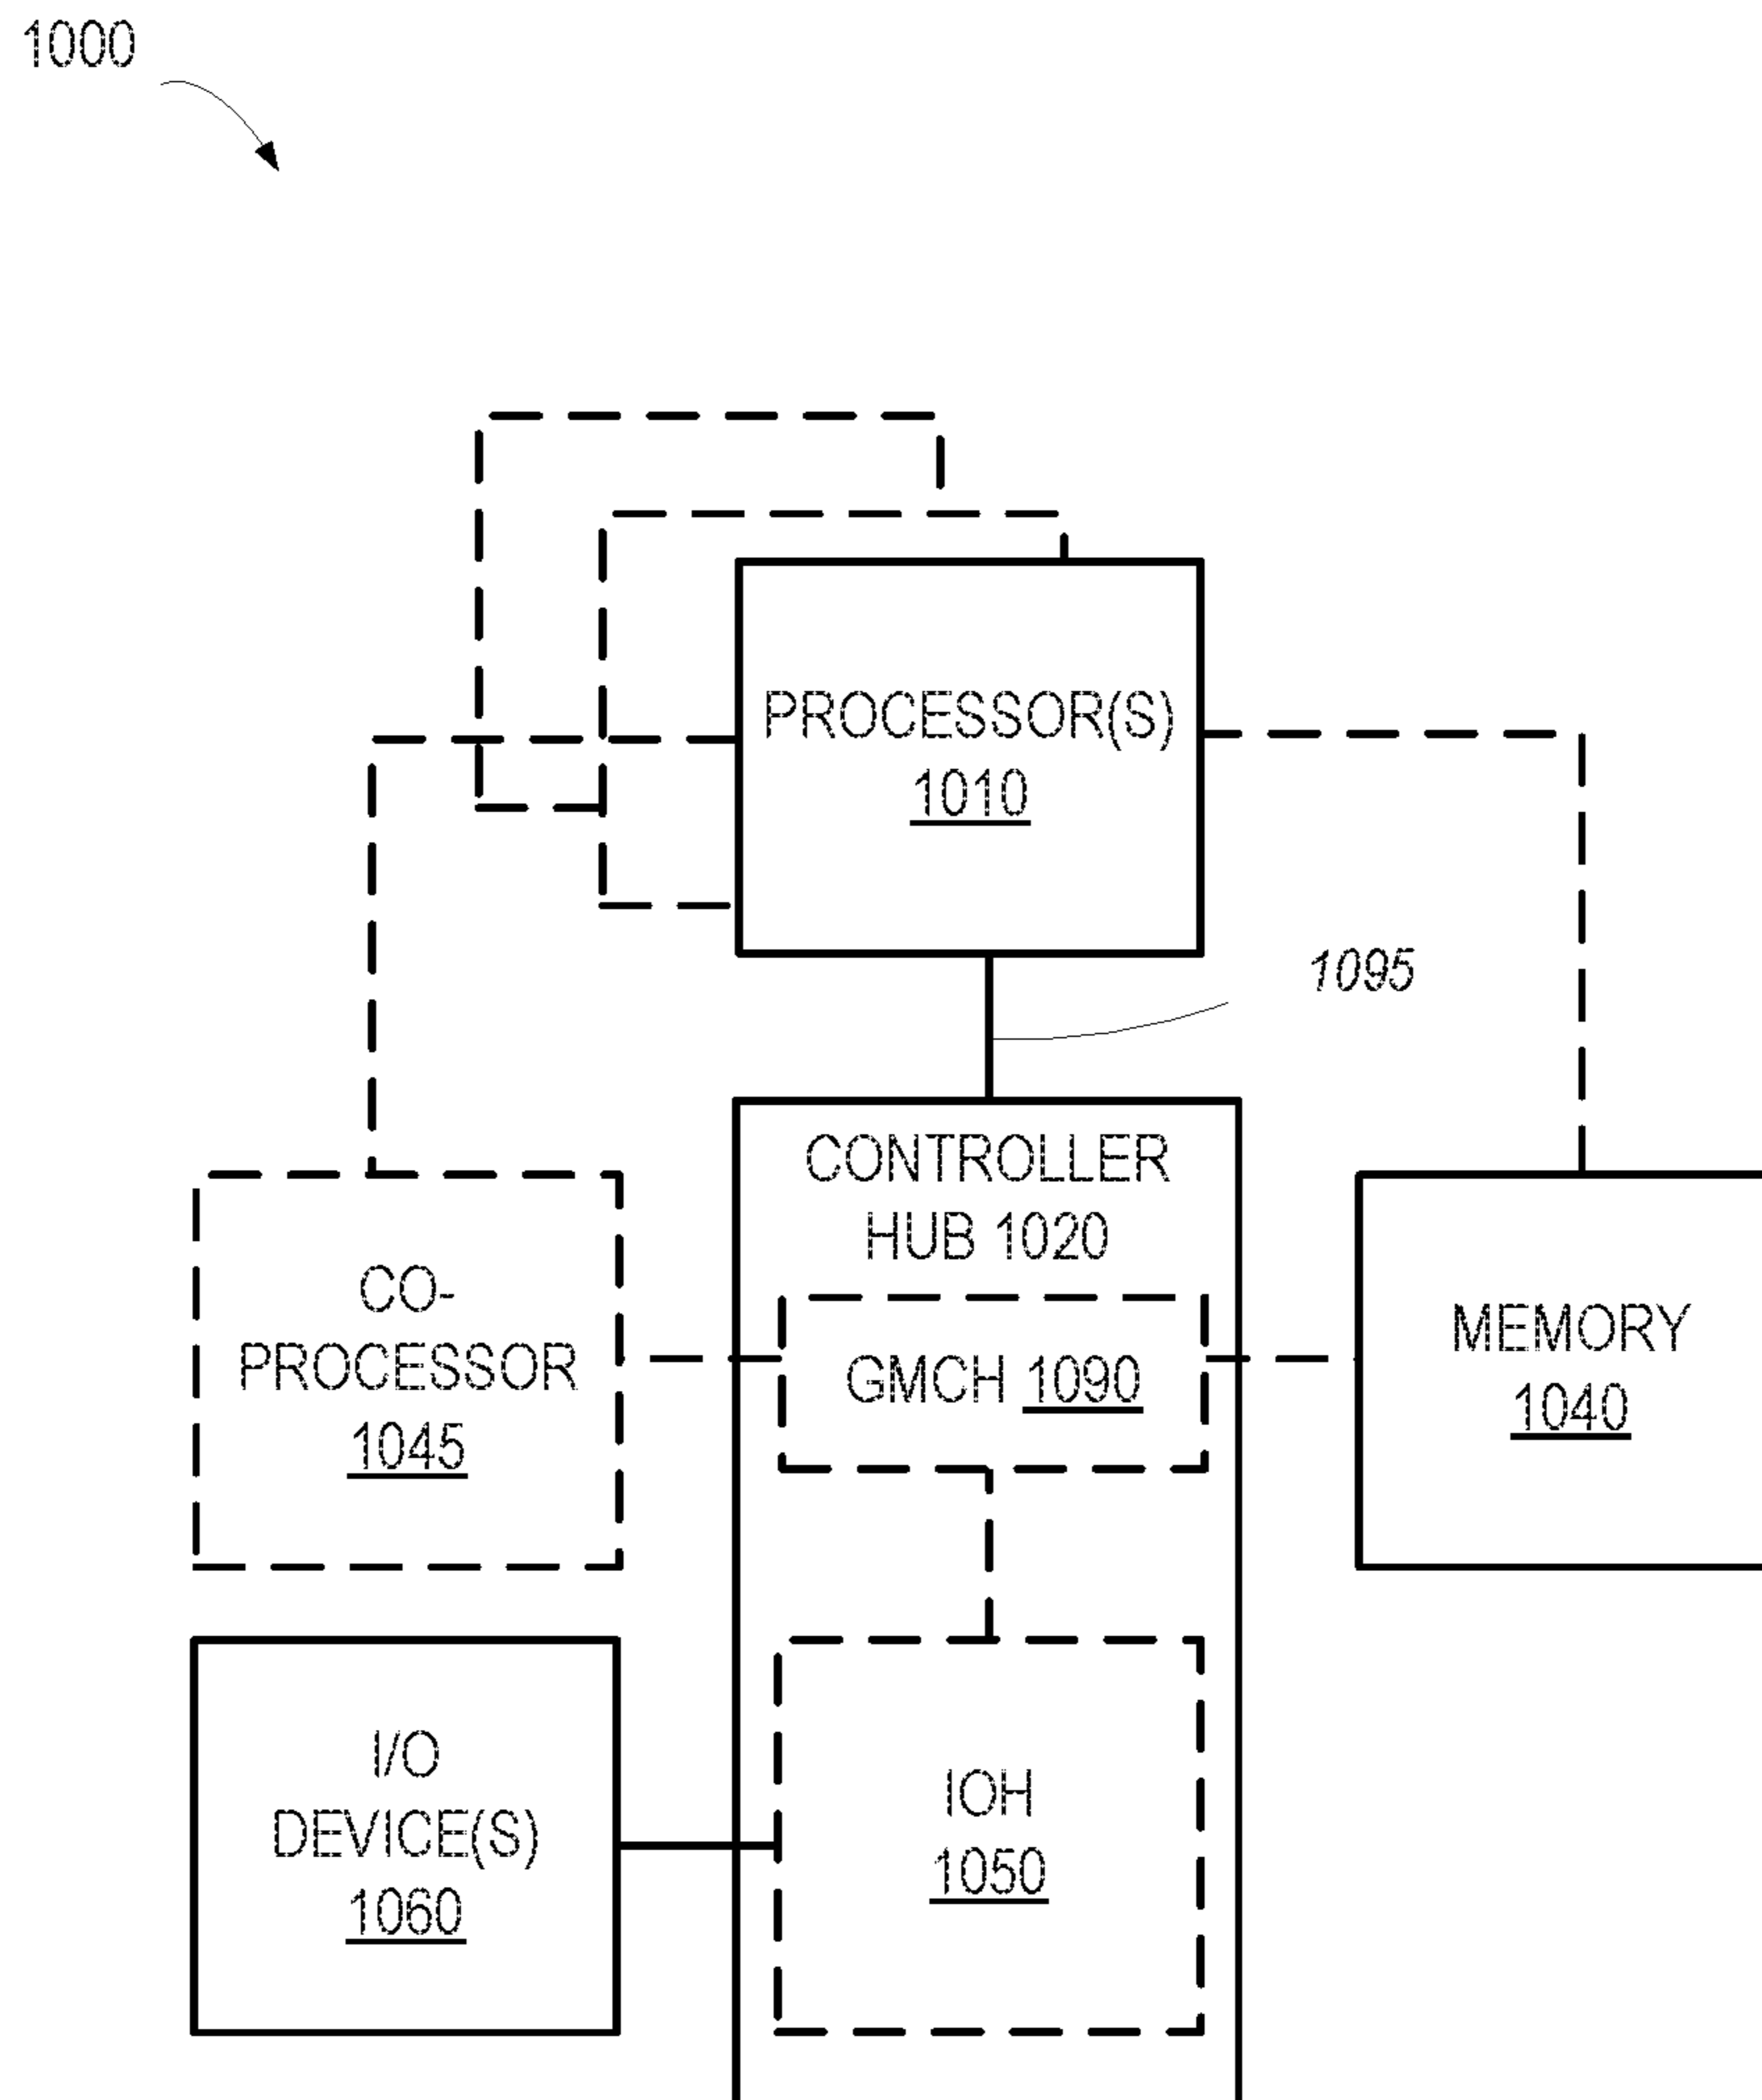 1000
PROCESSOR(S)
1010
1095
CONTROLLER
HUB 1020
CO-
PROCESSOR
1045
GMCH 1090
MEMORY
1040
I/O
DEVICE(S)
1060
IOH
1050